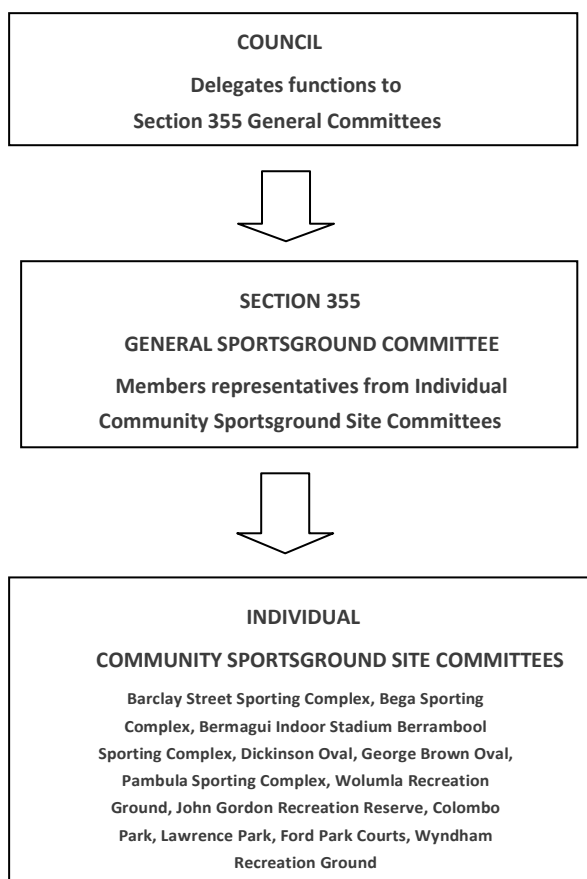 COUNCIL
Delegates functions to
Section 355 General Committees
SECTION 355
GENERAL SPORTSGROUND COMMITTEE
Members representatives from Individual
Community Sportsground Site Committees
INDIVIDUAL
COMMUNITY SPORTSGROUND SITE COMMITTEES
Barclay Street Sporting Complex, Bega Sporting
Complex, Bermagui Indoor Stadium Berrambool
Sporting Complex, Dickinson Oval, George Brown Oval,
Pambula Sporting Complex, Wolumla Recreation
Ground, John Gordon Recreation Reserve, Colombo
Park, Lawrence Park, Ford Park Courts, Wyndham
Recreation Ground